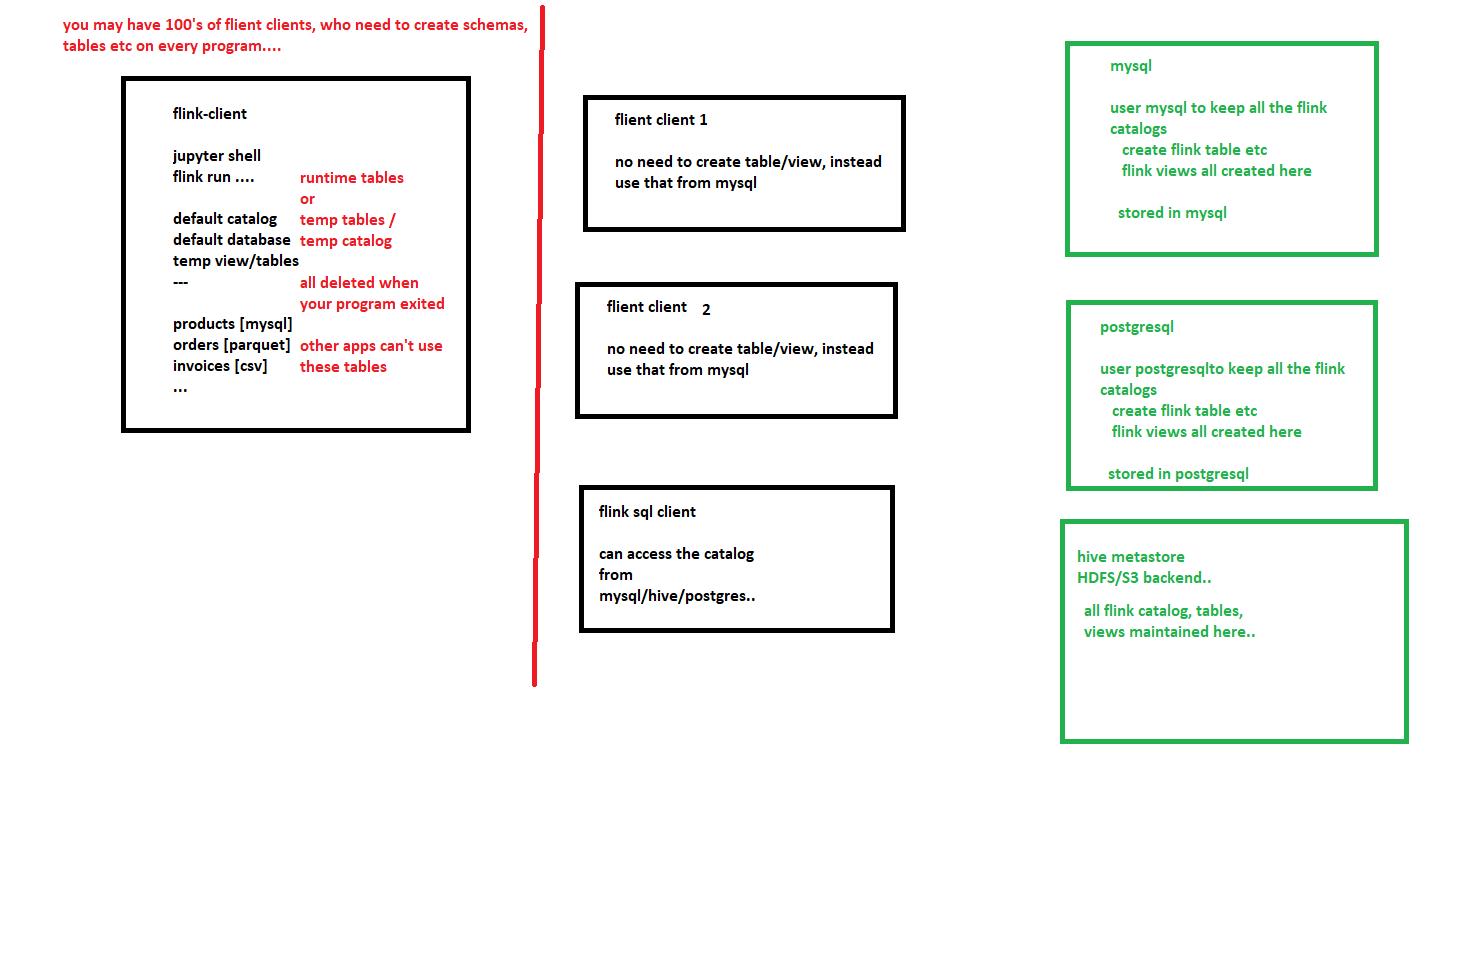 you may have 100's of flient clients, who need to create schemas,
tables etc on every program....
flink-client
jupyter shell
flink run ....
default catalog
default database
temp view/tables
---
products [mysql]
orders [parquet]
invoices [csv]
...
runtime tables
or
temp tables /
temp catalog
all deleted when
your program exited
other apps can't use
these tables
flient client 1
no need to create table/view, instead
use that from mysql
flient client 2
no need to create table/view, instead
use that from mysql
flink sql client
can access the catalog
from
mysql/hive/postgres..
mysql
user mysql to keep all the flink
catalogs
create flink table etc
flink views all created here
stored in mysql
postgresql
user postgresqlto keep all the flink
catalogs
create flink table etc
flink views all created here
stored in postgresql
hive metastore
HDFS/S3 backend..
all flink catalog, tables,
views maintained here..